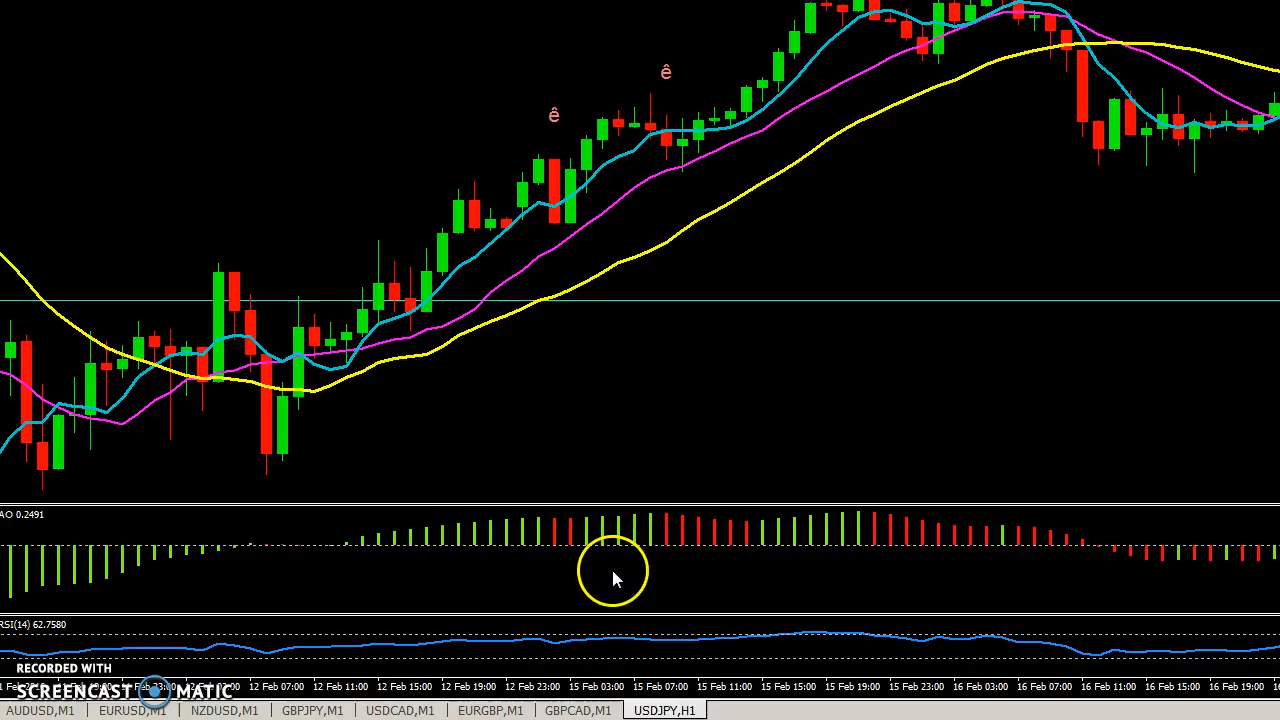 ê
ê
AO 0.2491
RSI(14) 62.7580
RECORDED WITH
SCREENCAST MATIC
12 Feb 07:00 12 Feb 11:00 12 Feb 15:00 12 Feb 19:00 12 Feb 23:00 15 Feb 03:00 15 Feb 07:00 15 Feb 11:00 15 Feb 15:00 15 Feb 19:00 15 Feb 23:00 16 Feb 03:00 16 Feb 07:00 16 Feb 11:00 16 Feb 15:00 16 Feb 19:00
AUDUSD,M1 EURUSD,M1 NZDUSD,M1 GBPJPY,M1 USDCAD,M1 EURGBP,M1 GBPCAD,M1 USDJPY,H1